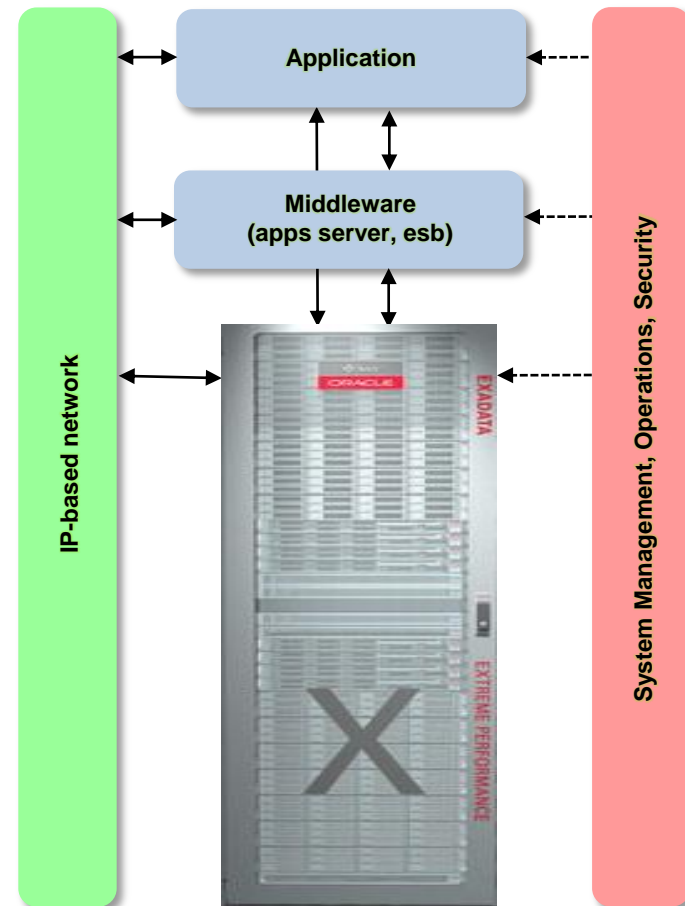 Application
Middleware
(apps server, esb)
IP-based network
System Management, Operations, Security
ORACLE
EXADATA
EXTREME PERFORMANCE
X